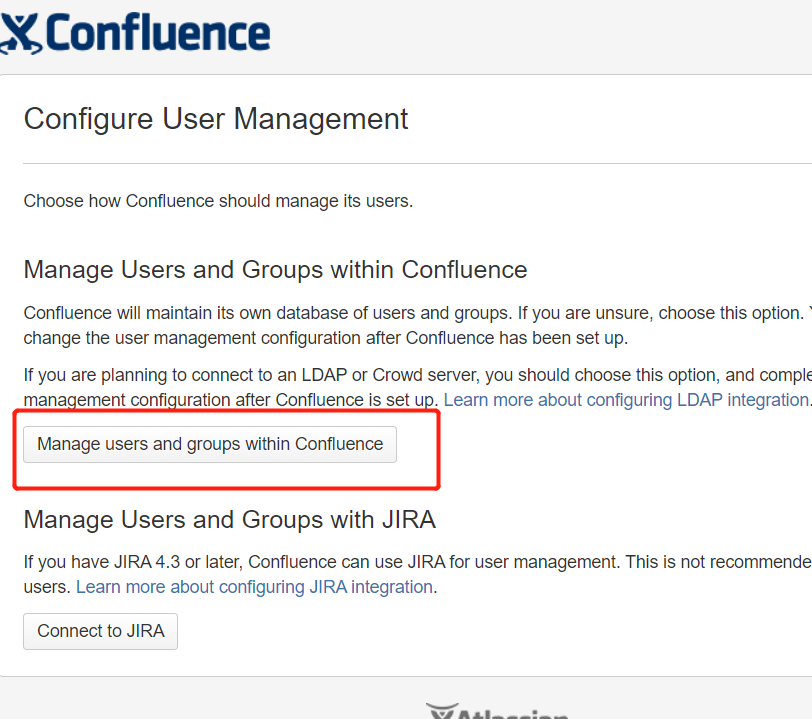 Confluence
Configure User Management
Choose how Confluence should manage its users.
Manage Users and Groups within Confluence
Confluence will maintain its own database of users and groups. If you are unsure, choose this option.
change the user management configuration after Confluence has been set up.
If you are planning to connect to an LDAP or Crowd server, you should choose this option, and
management configuration after Confluence is set up. Learn more about configuring LDAP integration.
Manage users and groups within Confluence
Manage Users and Groups with JIRA
If you have JIRA 4.3 or later, Confluence can use JIRA for user management. This is not
users. Learn more about configuring JIRA integration.
Connect to JIRA
Atlassian